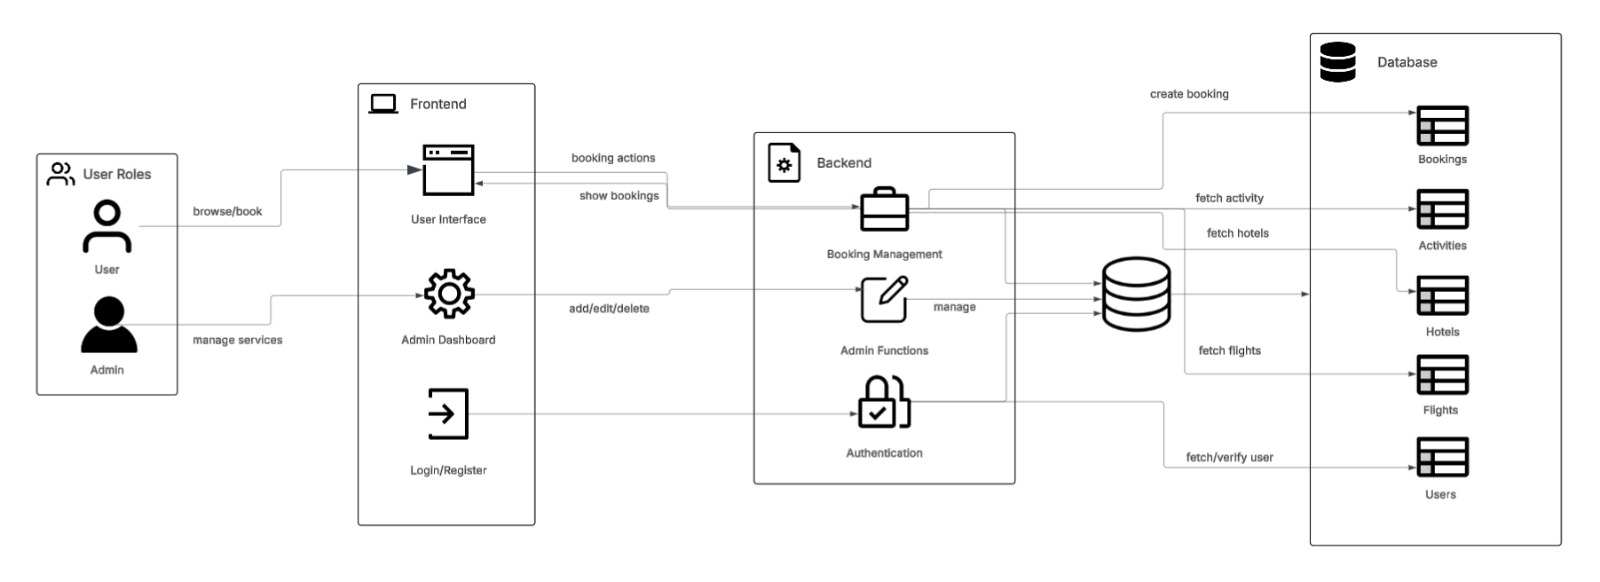 User Roles
User
Admin
browse/book
manage services
Frontend
User Interface
Admin Dashboard
Login/Register
booking actions
show bookings
add/edit/delete
Backend
Booking Management
Admin Functions
Authentication
manage
create booking
fetch activity
fetch hotels
fetch flights
fetch/verify user
Database
Bookings
Activities
Hotels
Flights
Users